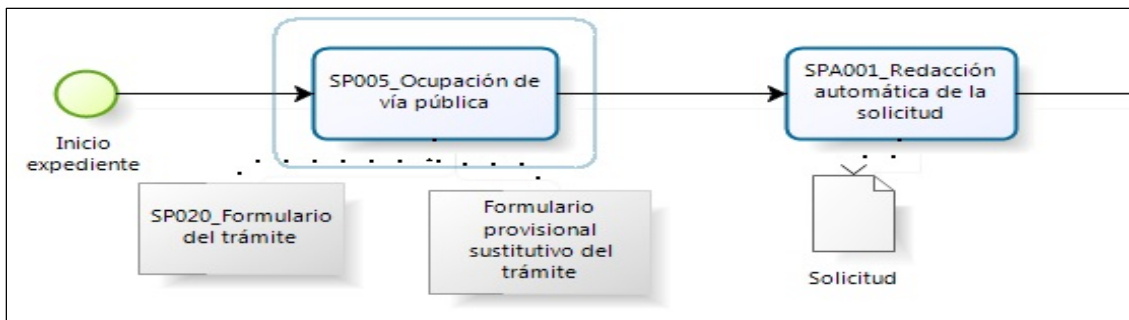 Inicio
expediente
SP005_Ocupación de
vía pública
SP020_Formulario
del trámite
Formulario
provisional
sustitutivo del
trámite
SPA001_Redacción
automática de la
solicitud
Solicitud